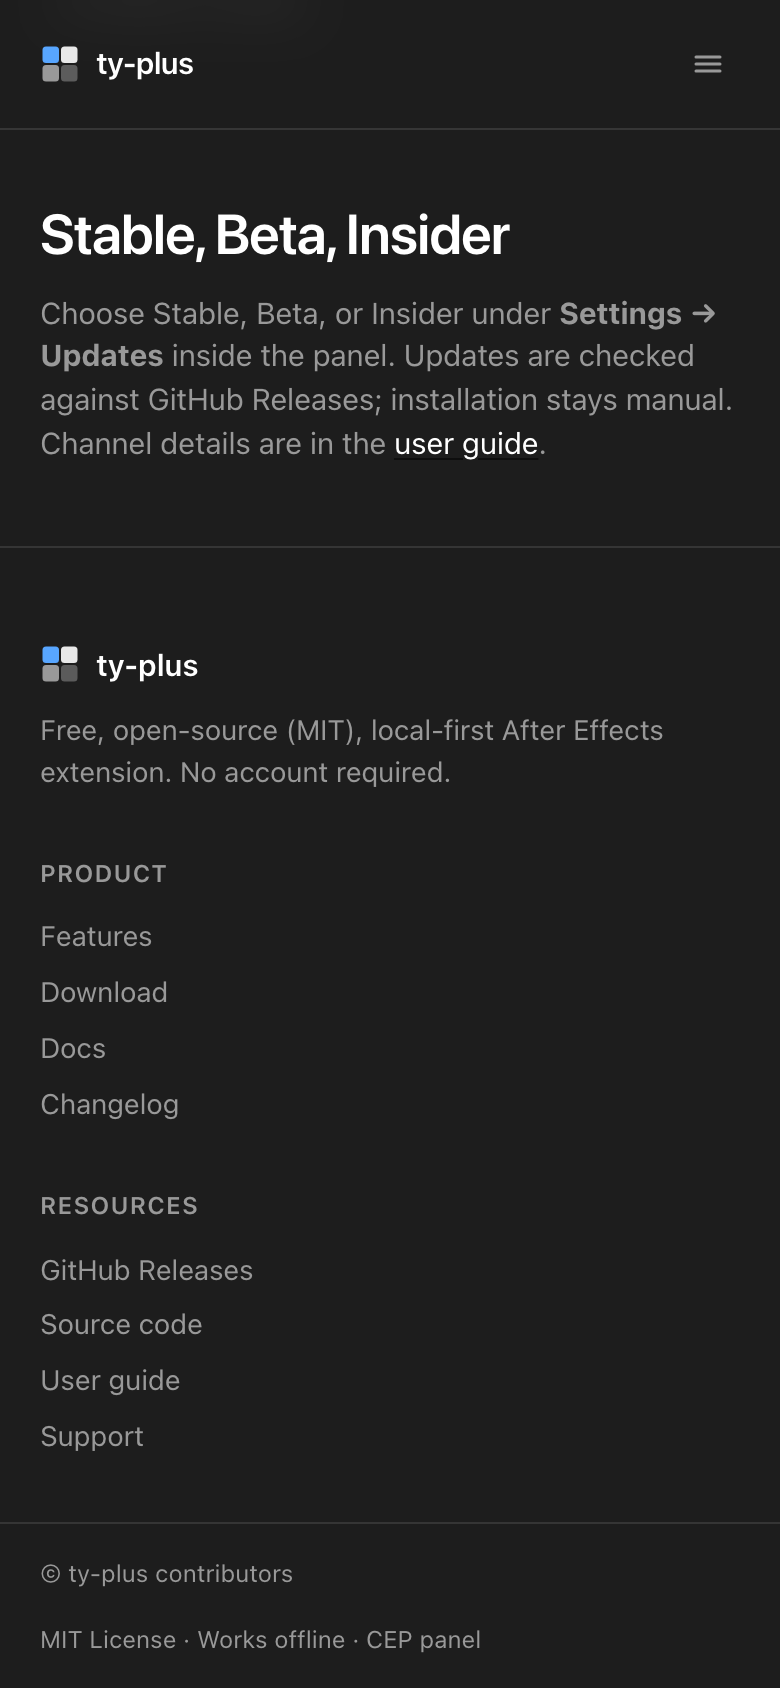 ty-plus
Stable, Beta, Insider
Choose Stable, Beta, or Insider under Settings →
Updates inside the panel. Updates are checked
against GitHub Releases; installation stays manual.
Channel details are in the user guide.
ty-plus
Free, open-source (MIT), local-first After Effects
extension. No account required.
PRODUCT
Features
Download
Docs
Changelog
RESOURCES
GitHub Releases
Source code
User guide
Support
© ty-plus contributors
MIT License · Works offline · CEP panel